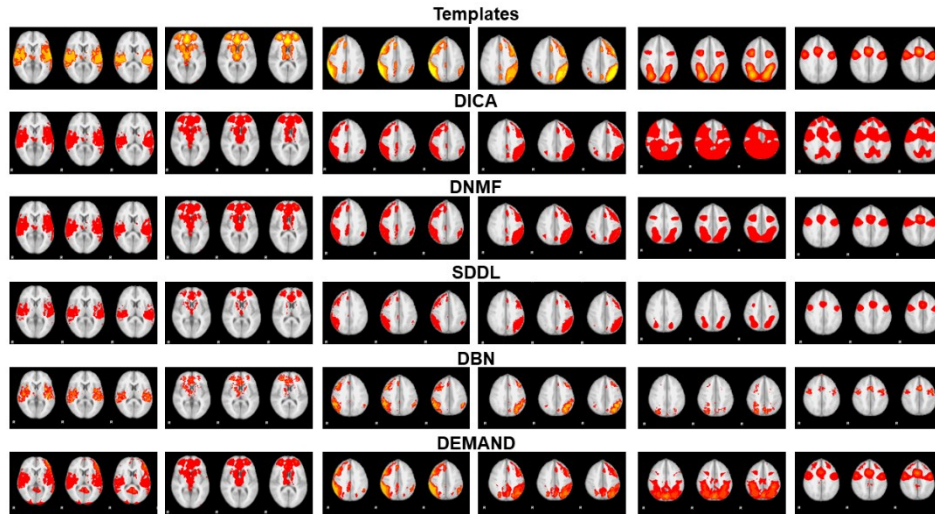 Templates
DICA
DNMF
SDDL
DBN
DEMAND